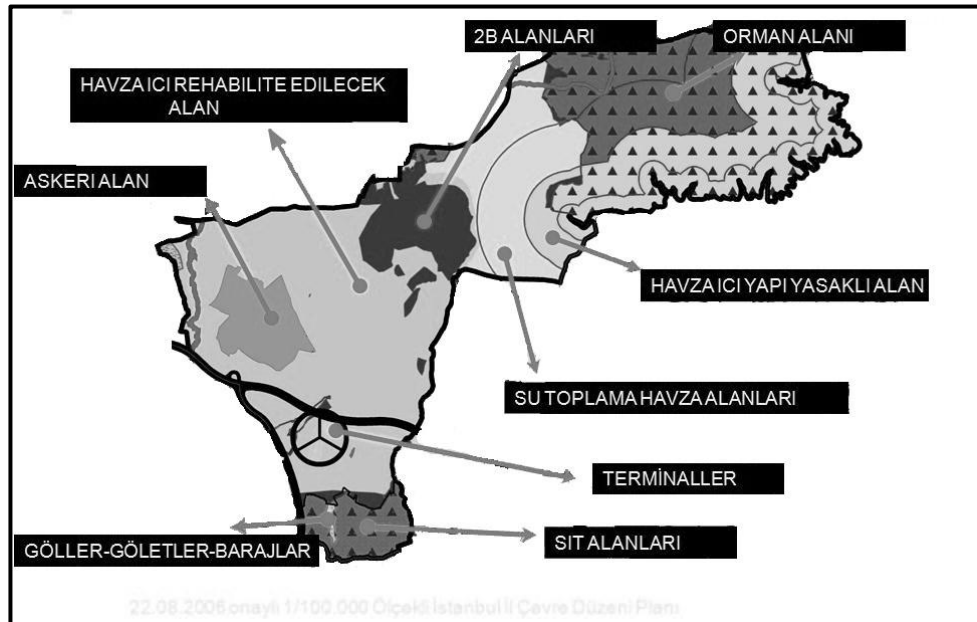 2B ALANLARI
ORMAN ALANI
HAVZA ICI REHABILITE EDILECEK
ALAN
ASKERI ALAN
HAVZA ICI YAPI YASAKLI ALAN
SU TOPLAMA HAVZA ALANLARI
TERMİNALLER
GÖLLER-GÖLETLER-BARAJLAR
SIT ALANLARI
22.08.2006 onaylı 1/100.000 Ölçekli İstanbul İl Çevre Düzeni Planı